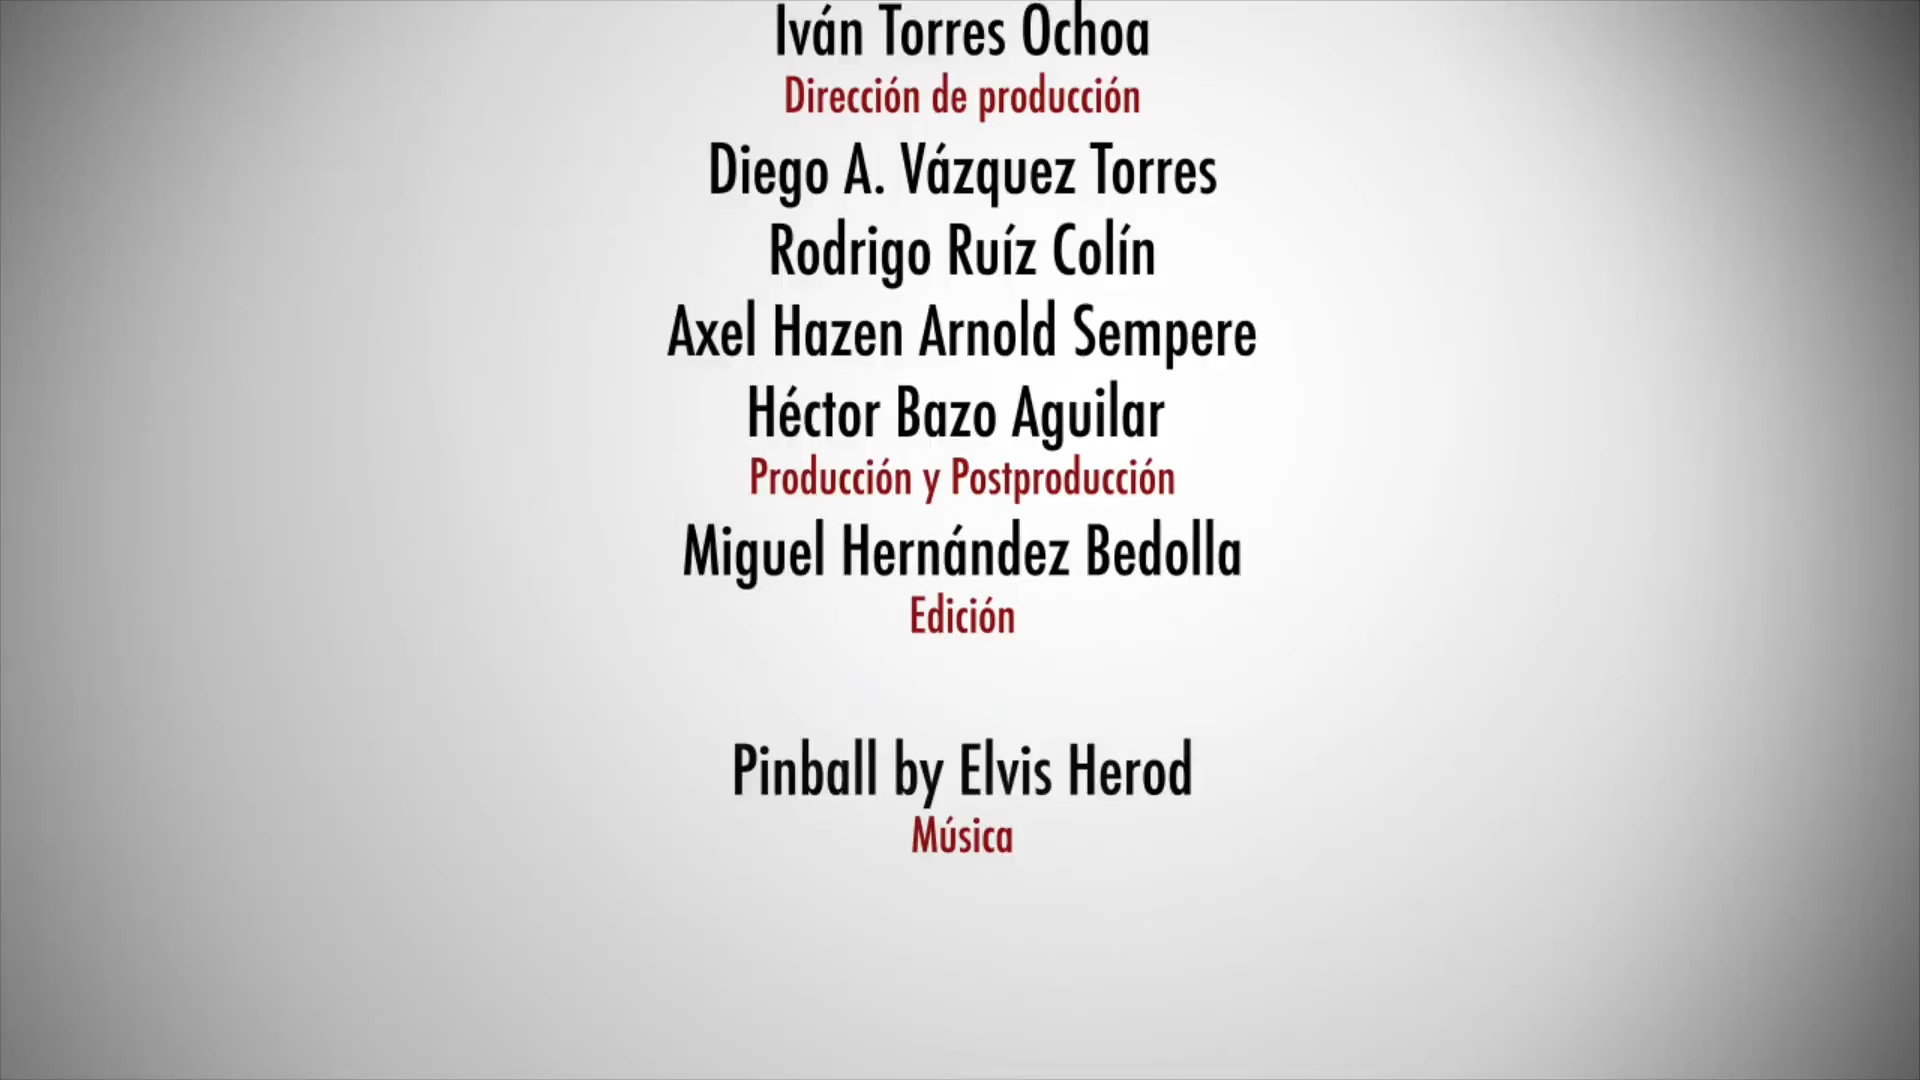 Iván Torres Ochoa
Dirección de producción
Diego A. Vázquez Torres
Rodrigo Ruíz Colín
Axel Hazen Arnold Sempere
Héctor Bazo Aguilar
Producción y Postproducción
Miguel Hernández Bedolla
Edición
Pinball by Elvis Herod
Música